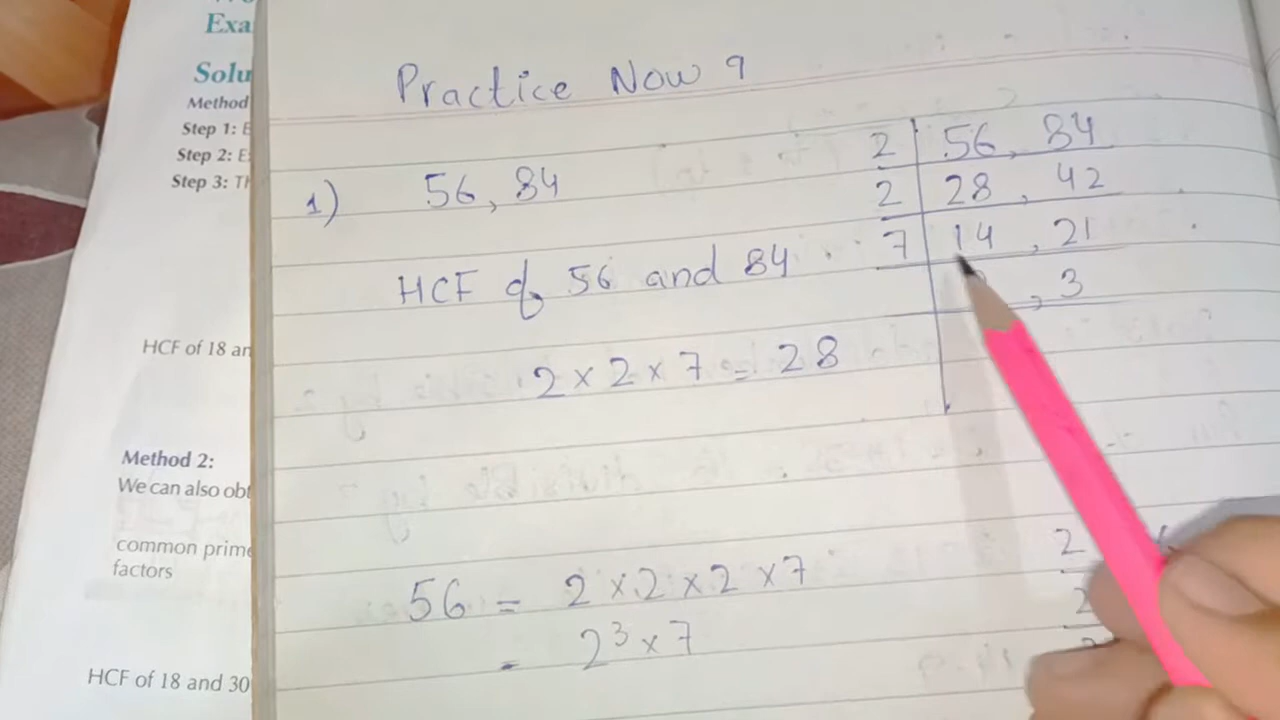 Exa
Solu
Method
Step 1: E
Step 2: E
Step 3: Th
HCF of 18 an
Method 2:
We can also obt
common prime
factors
HCF of 18 and 30
Practice Now 9
1) 56, 84
HCF of 56 and 84
2 × 2 × 7 = 28
2 56, 84
2 28, 42
7 14, 21
, 3
56 = 2 × 2 × 2 × 7
= 2³ × 7
2
2